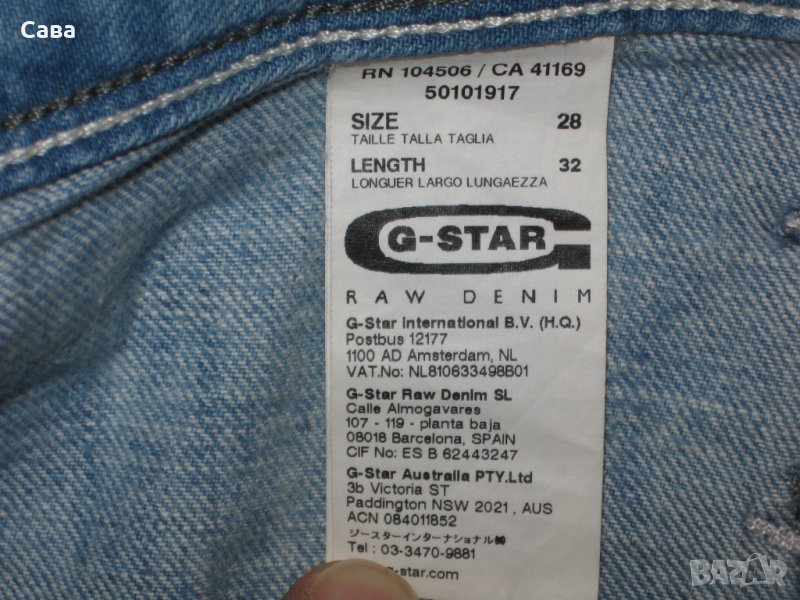 Сава
RN 104506 / CA 41169
50101917
SIZE 28
TAILLE TALLA TAGLIA
LENGTH 32
LONGUER LARGO LUNGAEZZA
G-STAR
RAW DENIM
G-Star International B.V. (H.Q.)
Postbus 12177
1100 AD Amsterdam, NL
VAT.No: NL810633498B01
G-Star Raw Denim SL
Calle Almogavares
107 - 119 - planta baja
08018 Barcelona, SPAIN
CIF No: ES B 62443247
G-Star Australia PTY.Ltd
3b Victoria ST
Paddington NSW 2021 , AUS
ACN 084011852
ジースターインターナショナル㈱
Tel : 03-3470-9881
-star.com
BAZAR